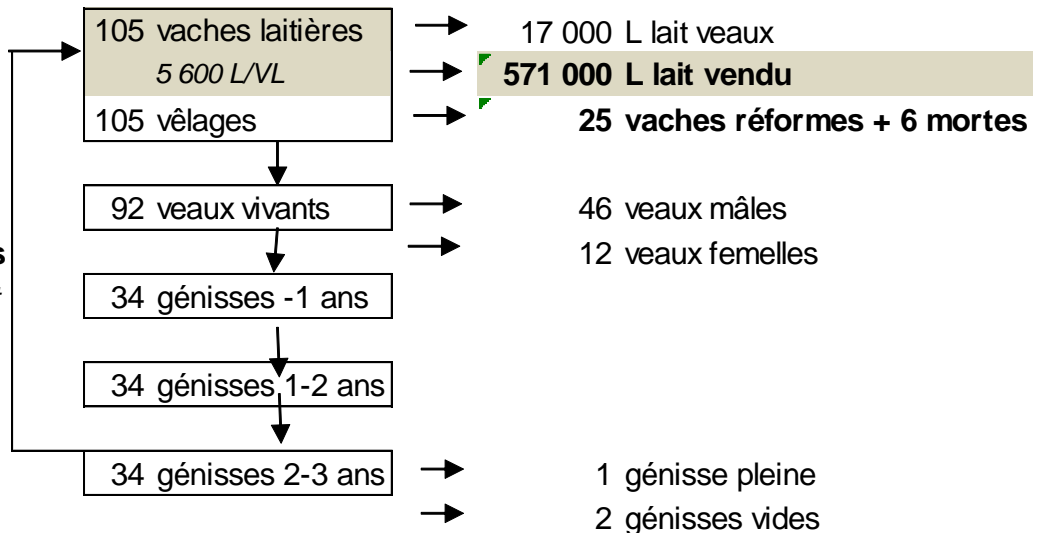 105 vaches laitières
17 000 L lait veaux
5 600 L/VL
571 000 L lait vendu
105 vêlages
25 vaches réformes + 6 mortes
92 veaux vivants
46 veaux mâles
12 veaux femelles
s
34 génisses -1 ans
34 génisses 1-2 ans
34 génisses 2-3 ans
1 génisse pleine
2 génisses vides